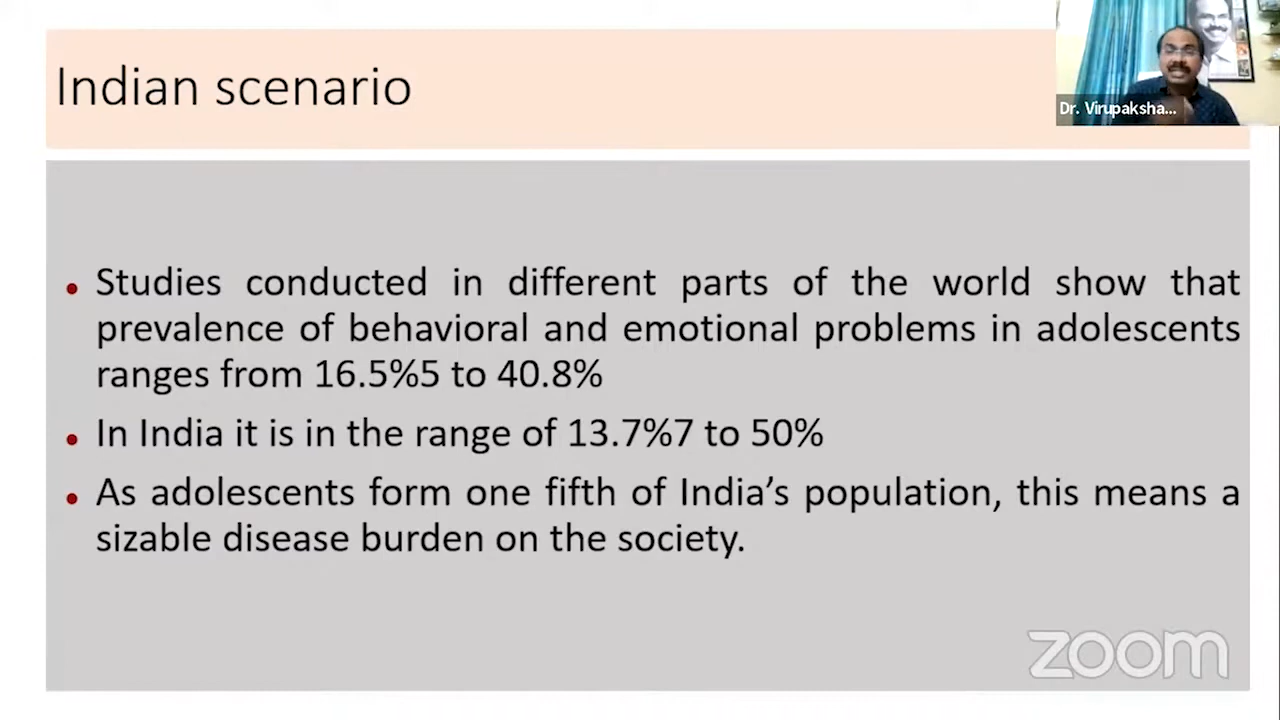 Indian scenario
Dr. Virupaksha...
• Studies conducted in different parts of the world show that
prevalence of behavioral and emotional problems in adolescents
ranges from 16.5%5 to 40.8%
• In India it is in the range of 13.7%7 to 50%
• As adolescents form one fifth of India’s population, this means a
sizable disease burden on the society.
zoom